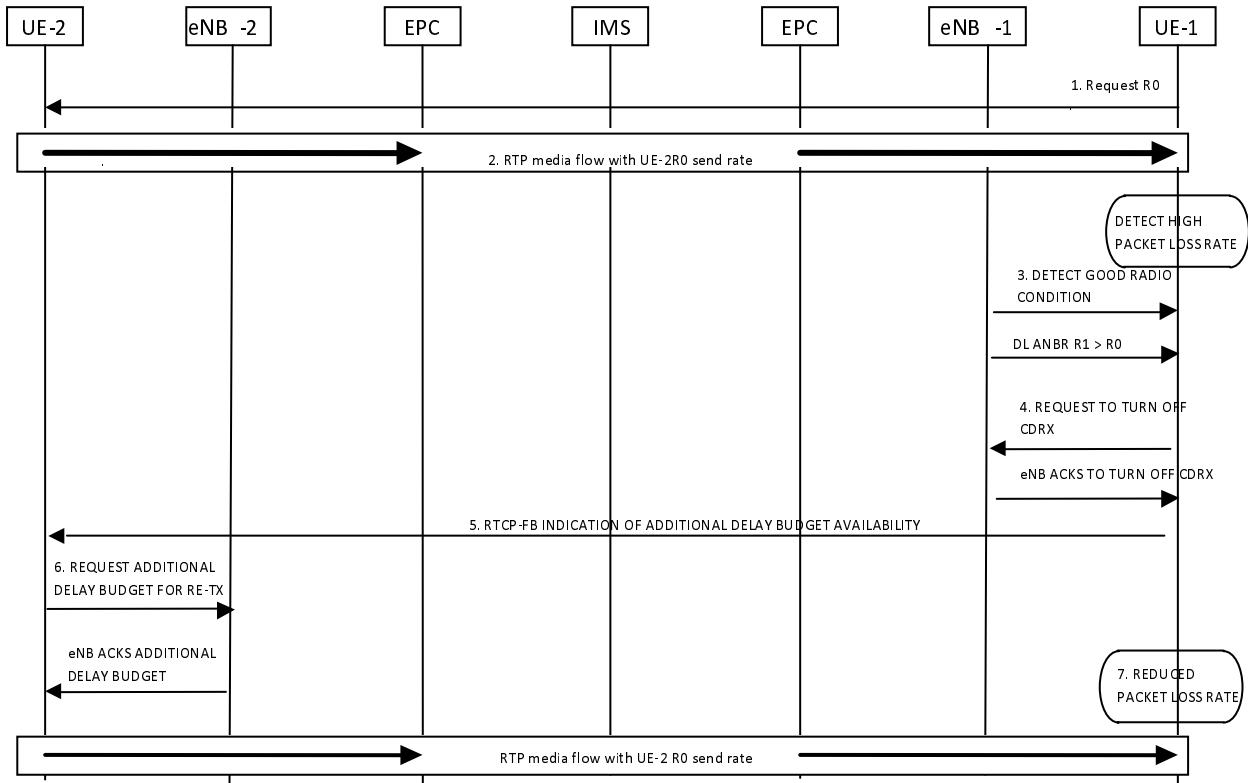 UE-2
eNB -2
EPC
IMS
EPC
eNB -1
UE-1
1. Request R0
2. RTP media flow with UE-2R0 send rate
DETECT HIGH
PACKET LOSS RATE
3. DETECT GOOD RADIO
CONDITION
DL ANBR R1 > R0
4. REQUEST TO TURN OFF
CDRX
eNB ACKS TO TURN OFF CDRX
5. RTCP-FB INDICATION OF ADDITIONAL DELAY BUDGET AVAILABILITY
6. REQUEST ADDITIONAL
DELAY BUDGET FOR RE-TX
eNB ACKS ADDITIONAL
DELAY BUDGET
7. REDUCED
PACKET LOSS RATE
RTP media flow with UE-2 R0 send rate